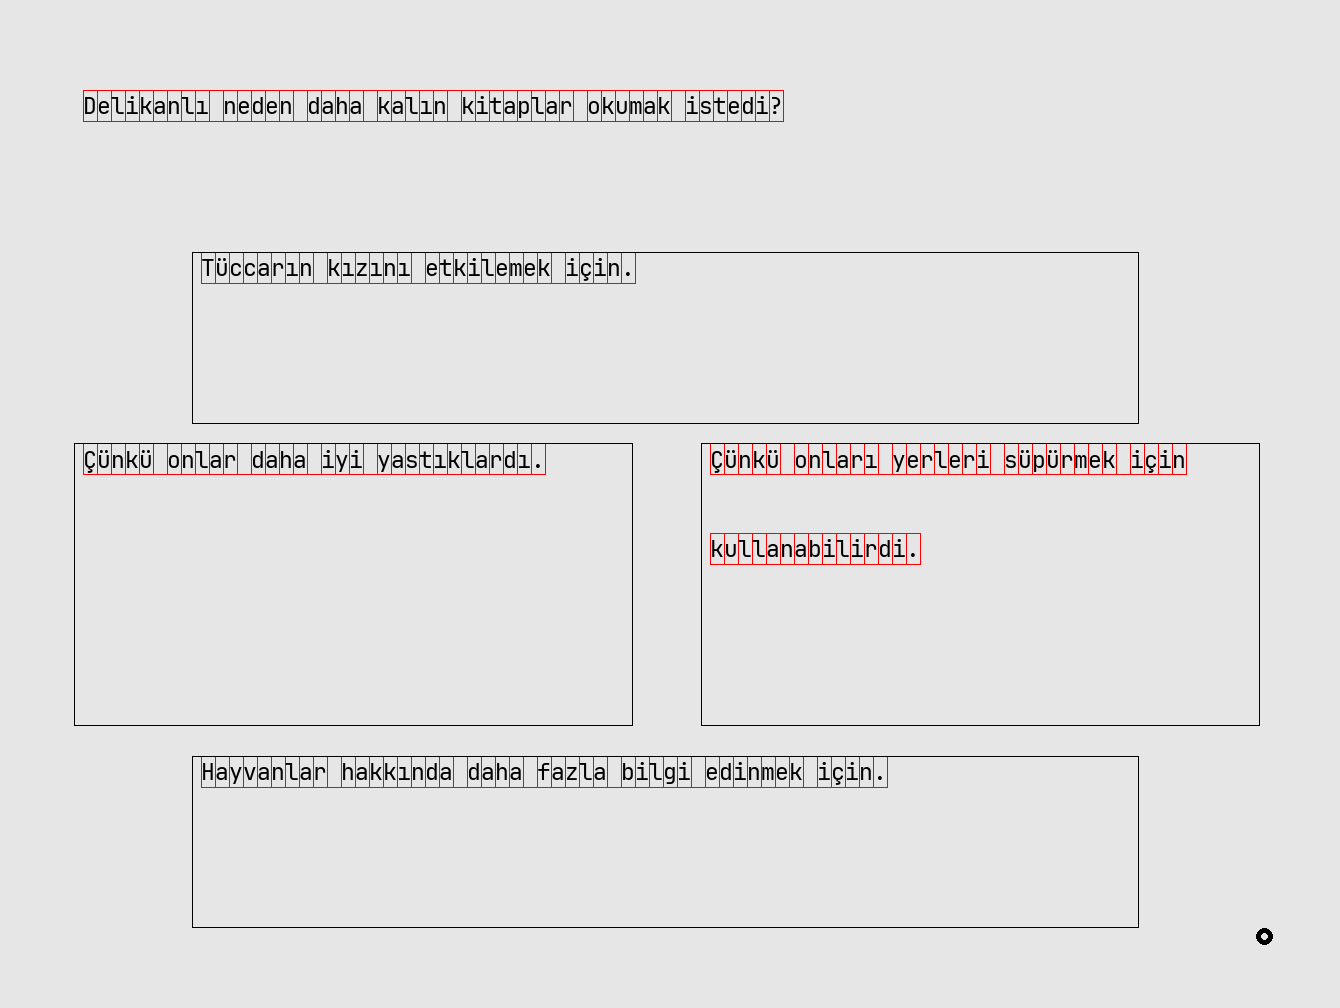 Delikanlı neden daha kalın kitaplar okumak istedi?
Tüccarın kızını etkilemek için.
Çünkü onlar daha iyi yastıklardı.
Çünkü onları yerleri süpürmek için
kullanabilirdi.
Hayvanlar hakkında daha fazla bilgi edinmek için.